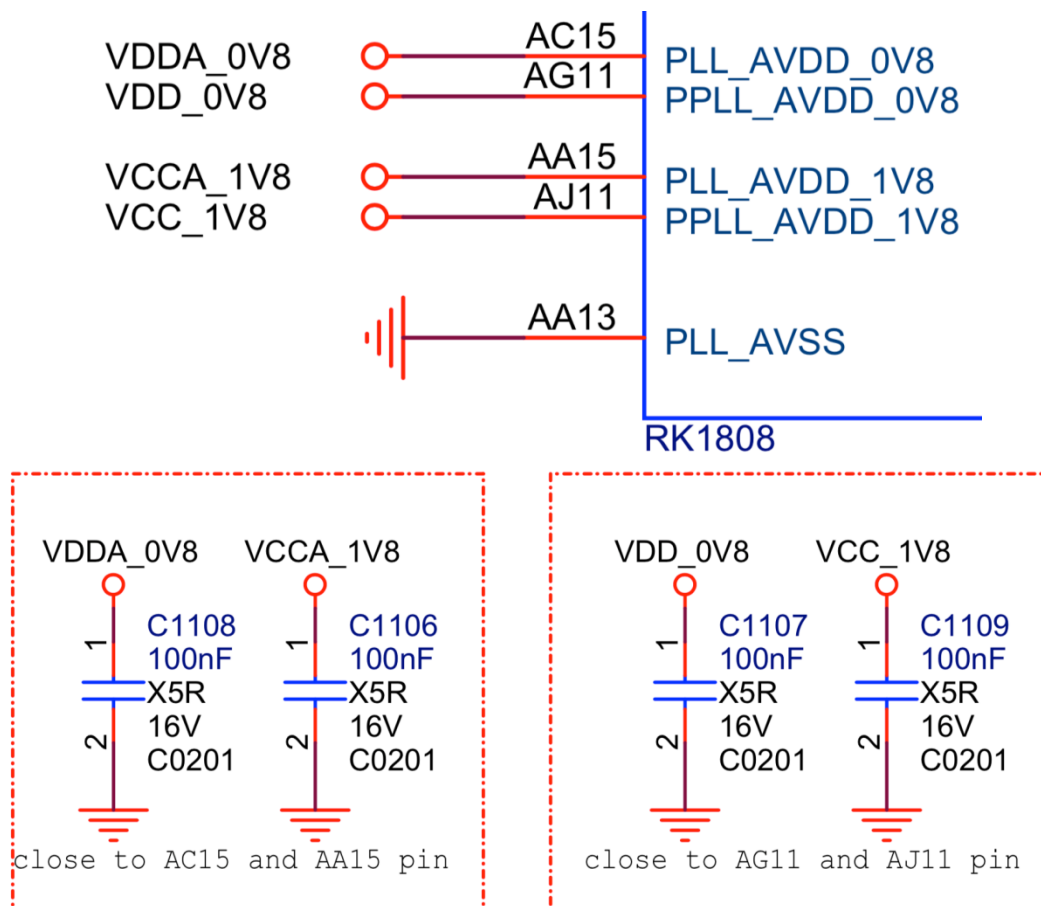 VDDA_0V8 AC15 PLL_AVDD_0V8
VDD_0V8 AG11 PPLL_AVDD_0V8
VCCA_1V8 AA15 PLL_AVDD_1V8
VCC_1V8 AJ11 PPLL_AVDD_1V8
AA13 PLL_AVSS
RK1808
VDDA_0V8 VCCA_1V8 VDD_0V8 VCC_1V8
1 C1108 1 C1106 1 C1107 1 C1109
100nF 100nF 100nF 100nF
X5R X5R X5R X5R
2 16V 2 16V 2 16V 2 16V
C0201 C0201 C0201 C0201
close to AC15 and AA15 pin close to AG11 and AJ11 pin